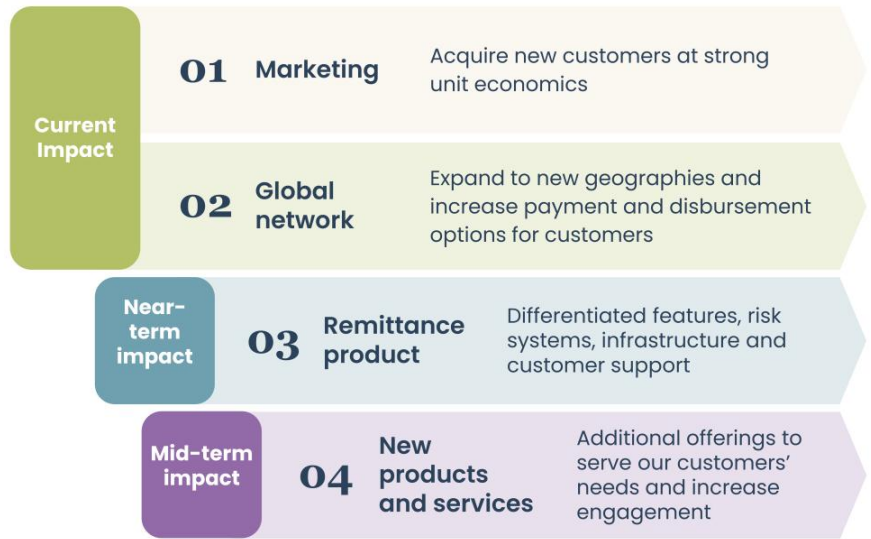 Current
Impact
01
Marketing
Acquire new customers at strong
unit economics
02
Global
network
Expand to new geographies and
increase payment and disbursement
options for customers
Near-
term
impact
03
Remittance
product
Differentiated features, risk
systems, infrastructure and
customer support
Mid-term
impact
04
New
products
and services
Additional offerings to
serve our customers’
needs and increase
engagement